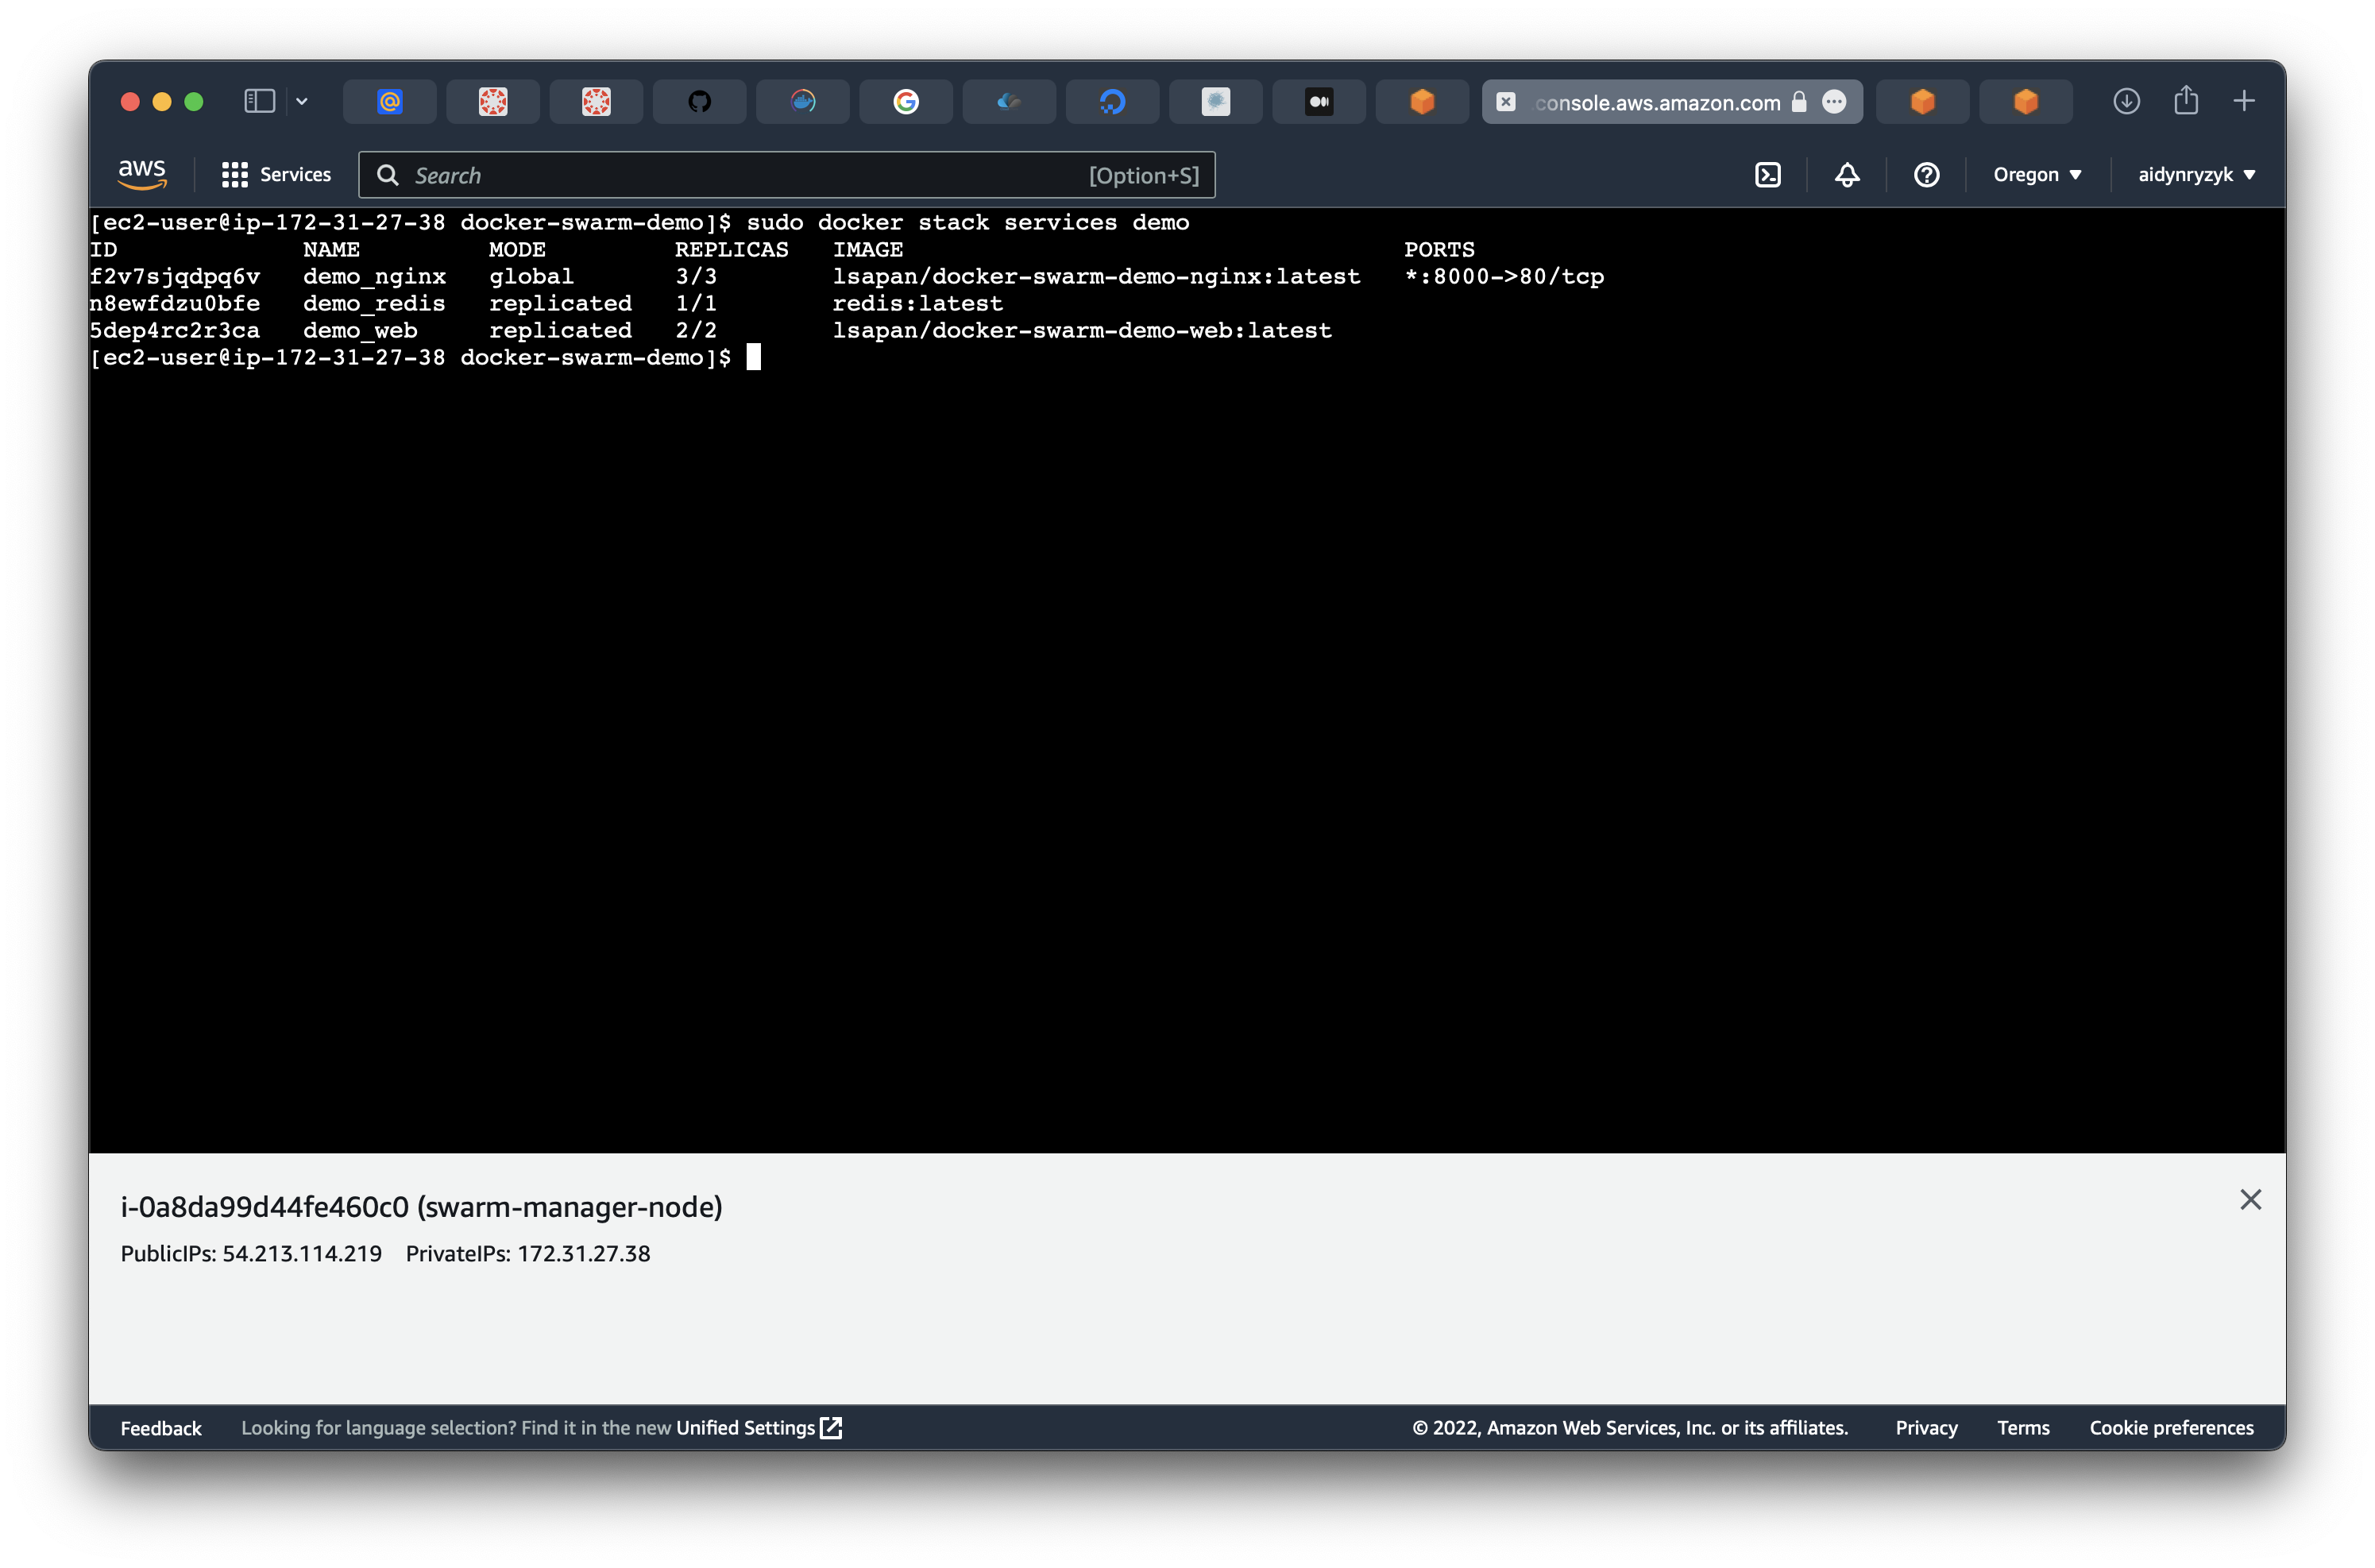 .console.aws.amazon.com
aws Services Search [Option+S] Oregon aidynryzyk
[ec2-user@ip-172-31-27-38 docker-swarm-demo]$ sudo docker stack services demo
ID NAME MODE REPLICAS IMAGE PORTS
f2v7sjqdpq6v demo_nginx global 3/3 lsapan/docker-swarm-demo-nginx:latest *:8000->80/tcp
n8ewfdzu0bfe demo_redis replicated 1/1 redis:latest
5dep4rc2r3ca demo_web replicated 2/2 lsapan/docker-swarm-demo-web:latest
[ec2-user@ip-172-31-27-38 docker-swarm-demo]$
i-0a8da99d44fe460c0 (swarm-manager-node)
PublicIPs: 54.213.114.219 PrivateIPs: 172.31.27.38
Feedback Looking for language selection? Find it in the new Unified Settings © 2022, Amazon Web Services, Inc. or its affiliates. Privacy Terms Cookie preferences